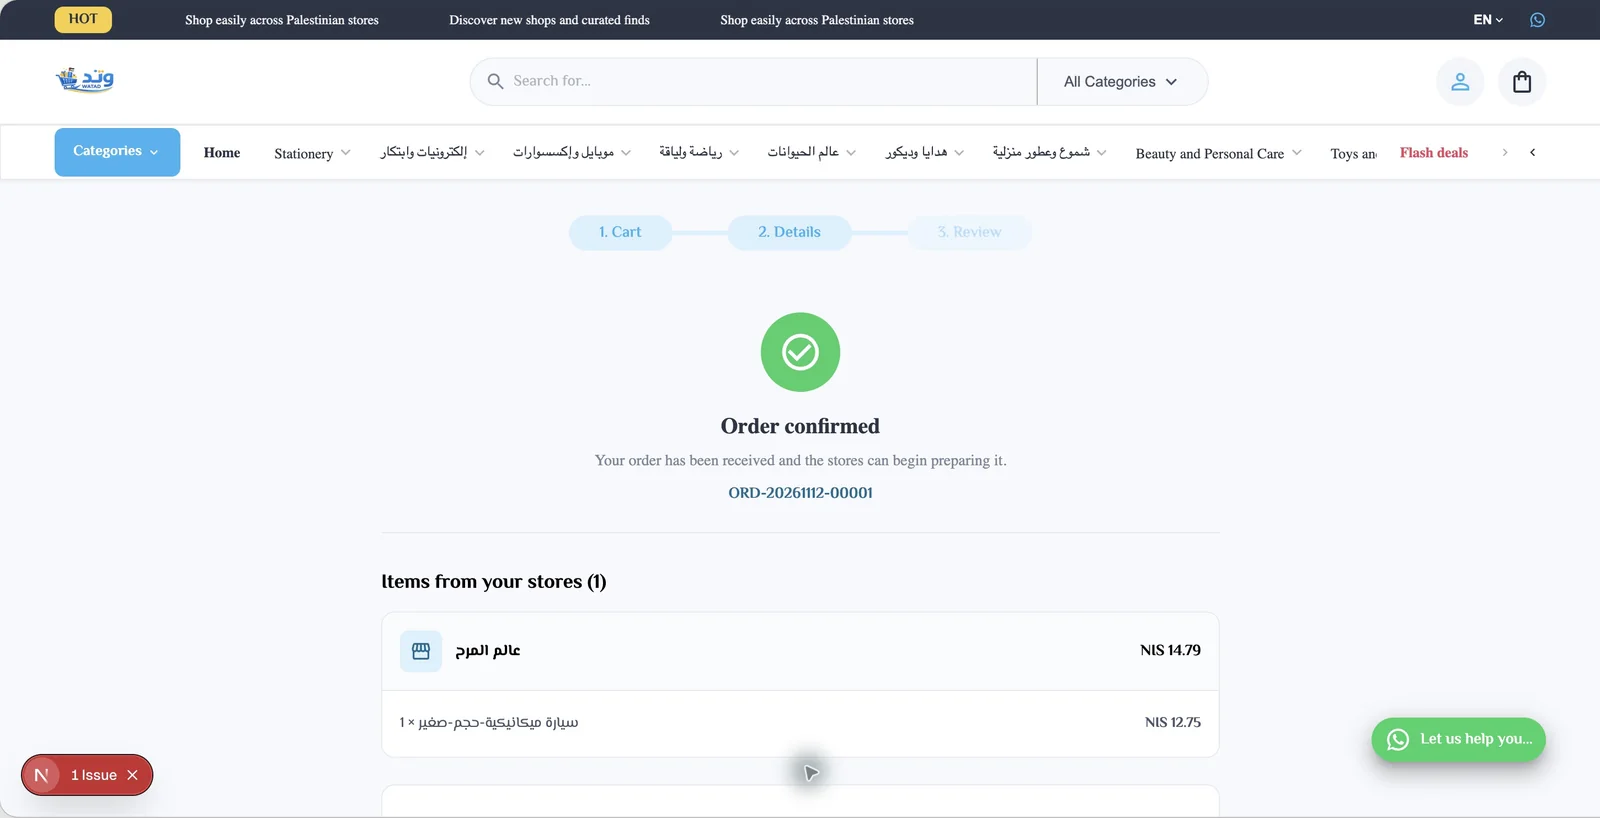 HOT
Shop easily across Palestinian stores
Discover new shops and curated finds
Shop easily across Palestinian stores
EN
وتد
WATAD
Search for...
All Categories
Categories
Home
Stationery
إلكترونيات وابتكار
موبايل وإكسسوارات
رياضة ولياقة
عالم الحيوانات
هدايا وديكور
شموع وعطور منزلية
Beauty and Personal Care
Toys an
Flash deals
1. Cart
2. Details
3. Review
Order confirmed
Your order has been received and the stores can begin preparing it.
ORD-20261112-00001
Items from your stores (1)
عالم المرح
NIS 14.79
سيارة ميكانيكية-حجم-صغير × 1
NIS 12.75
Let us help you...
N
1 Issue